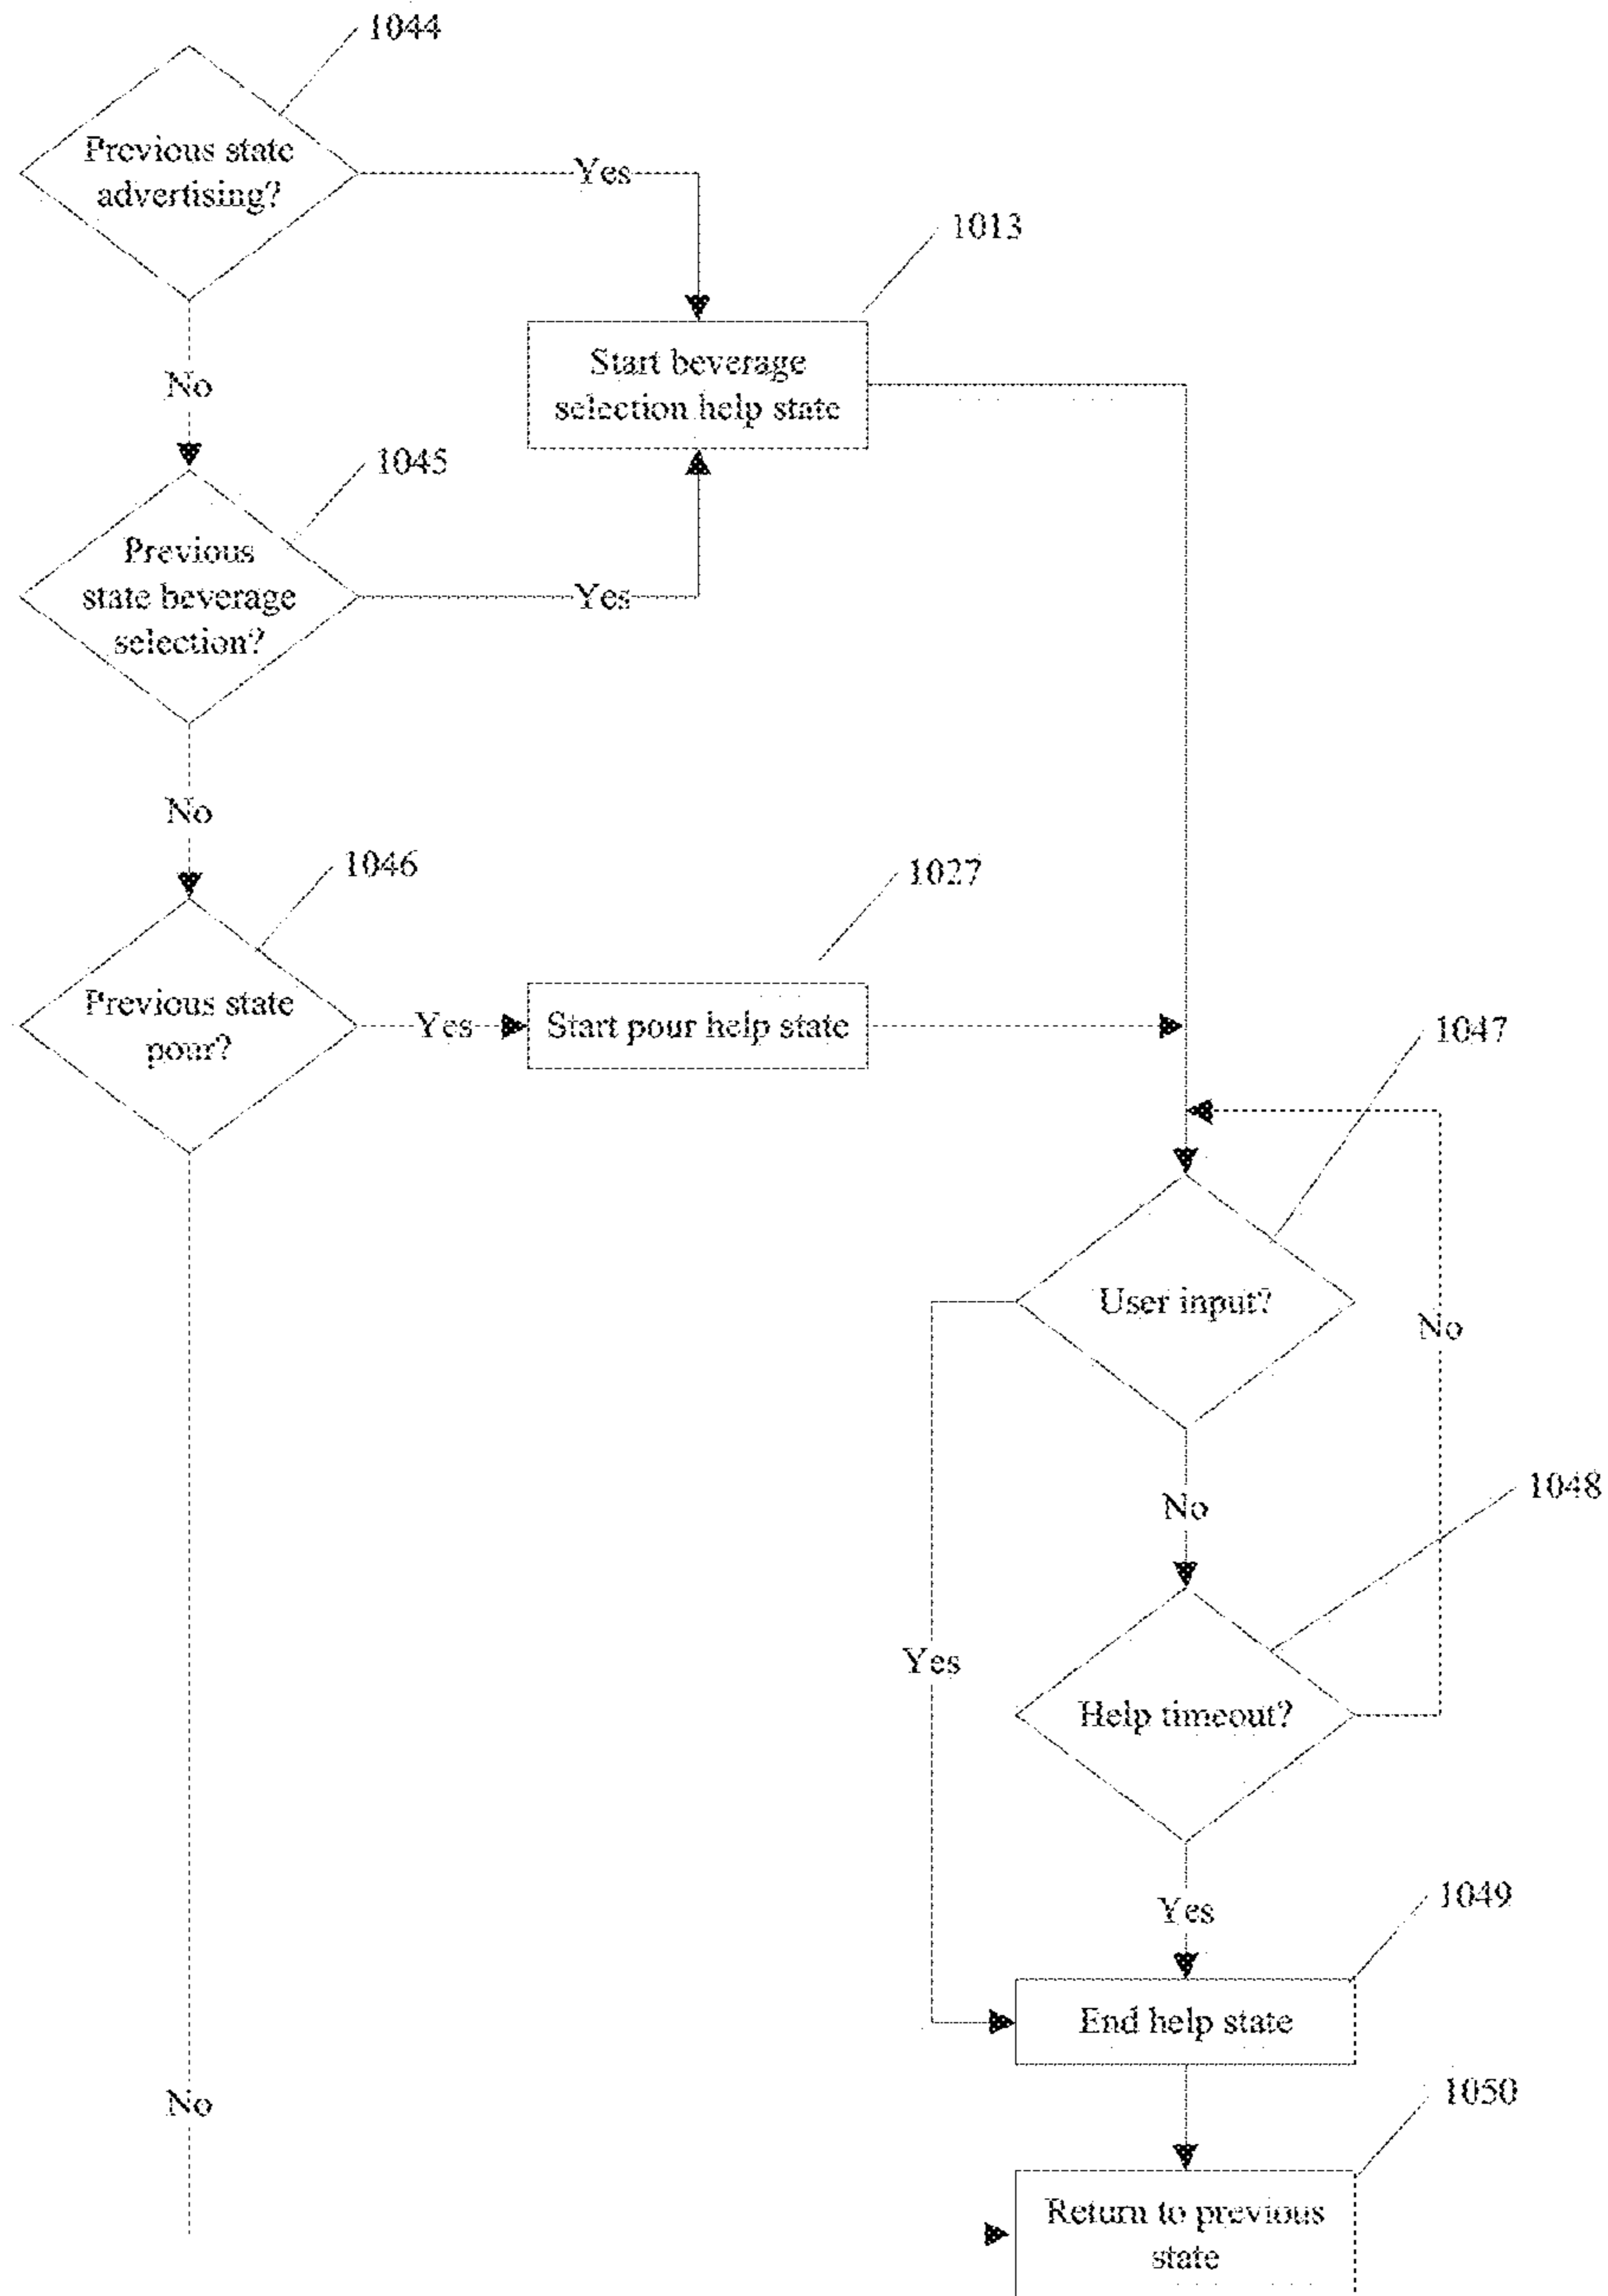 1044
Previous state
advertising?
Yes
1013
Start beverage
selection help state
No
1045
Previous
state beverage
selection?
Yes
No
1046
1027
Previous state
pour?
Yes
Start pour help state
1047
User input?
No
No
1048
Yes
Help timeout?
Yes
1049
End help state
No
1050
Return to previous
state